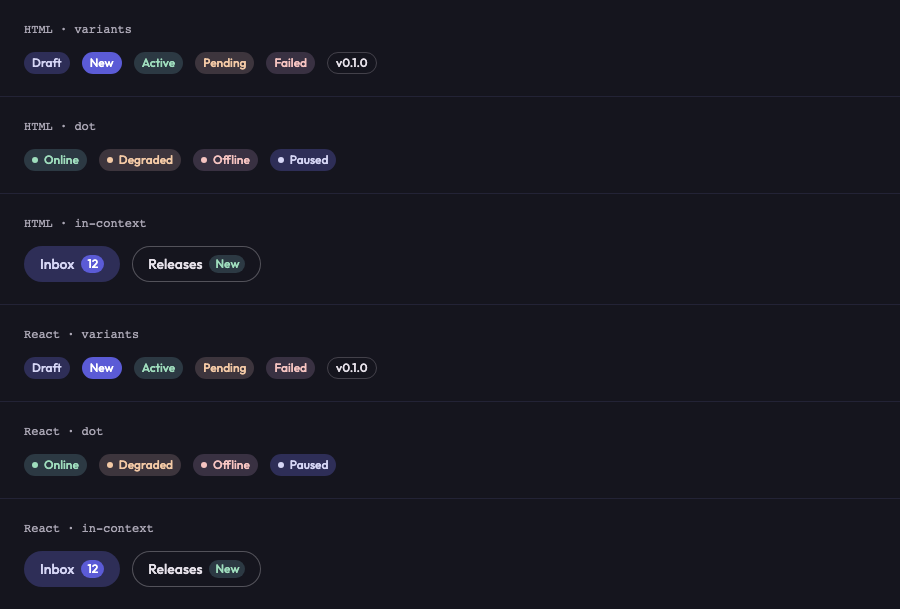 HTML · variants
Draft New Active Pending Failed v0.1.0
HTML · dot
Online Degraded Offline Paused
HTML · in-context
Inbox 12 Releases New
React · variants
Draft New Active Pending Failed v0.1.0
React · dot
Online Degraded Offline Paused
React · in-context
Inbox 12 Releases New